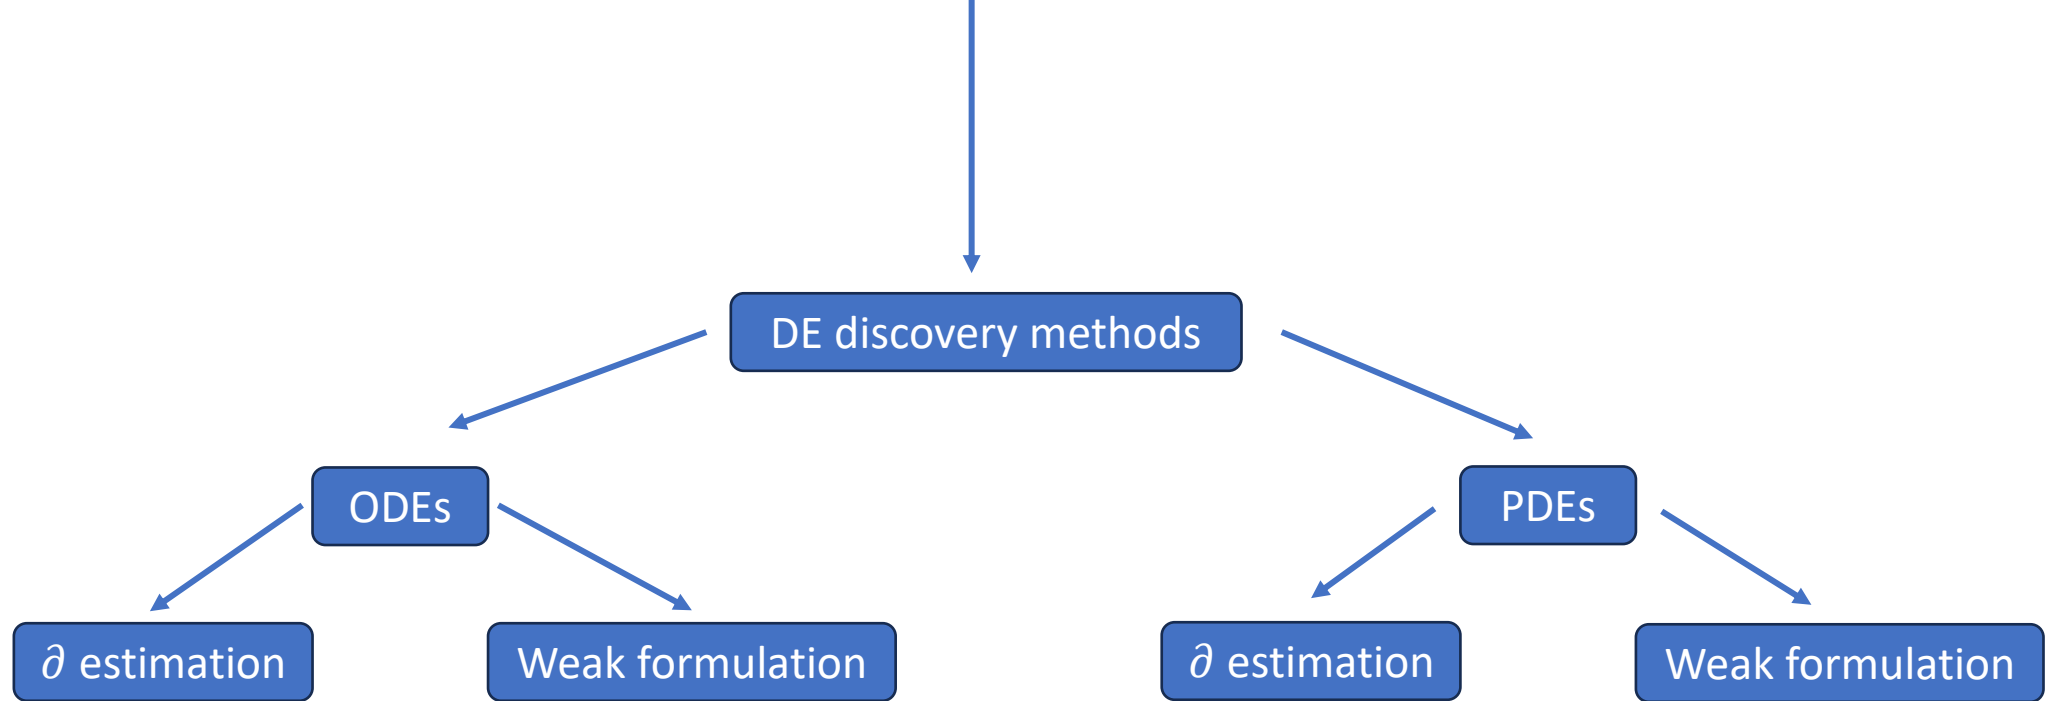 DE discovery methods
ODEs
PDEs
∂ estimation
Weak formulation
∂ estimation
Weak formulation